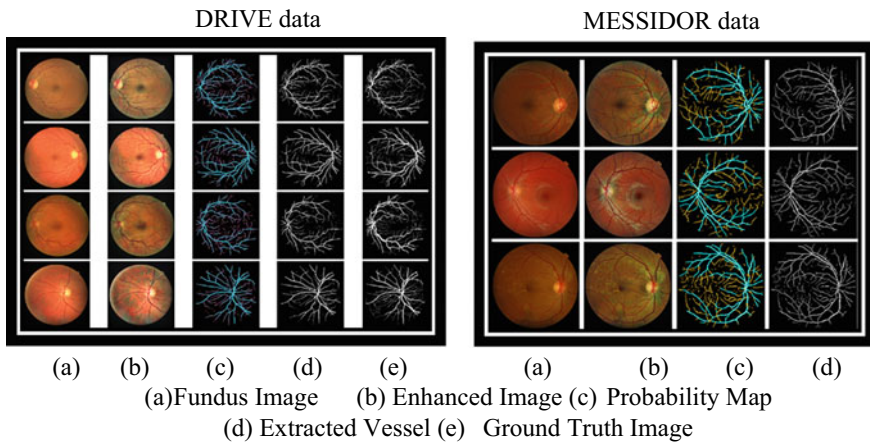 DRIVE data
MESSIDOR data
(a) (b) (c) (d) (e)
(a) (b) (c) (d)
(a)Fundus Image (b) Enhanced Image (c) Probability Map
(d) Extracted Vessel (e) Ground Truth Image